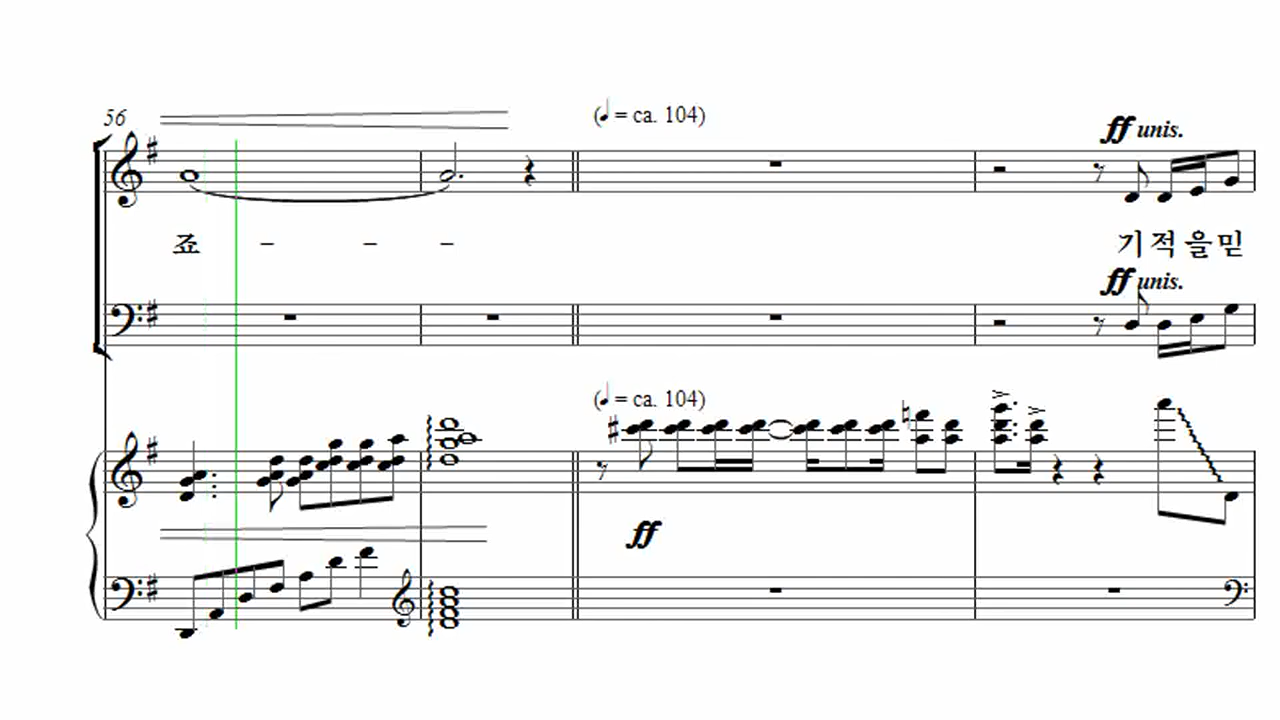 56
(♩ = ca. 104)
ff unis.
죠 - - -
기 적 을 믿
ff unis.
(♩ = ca. 104)
ff